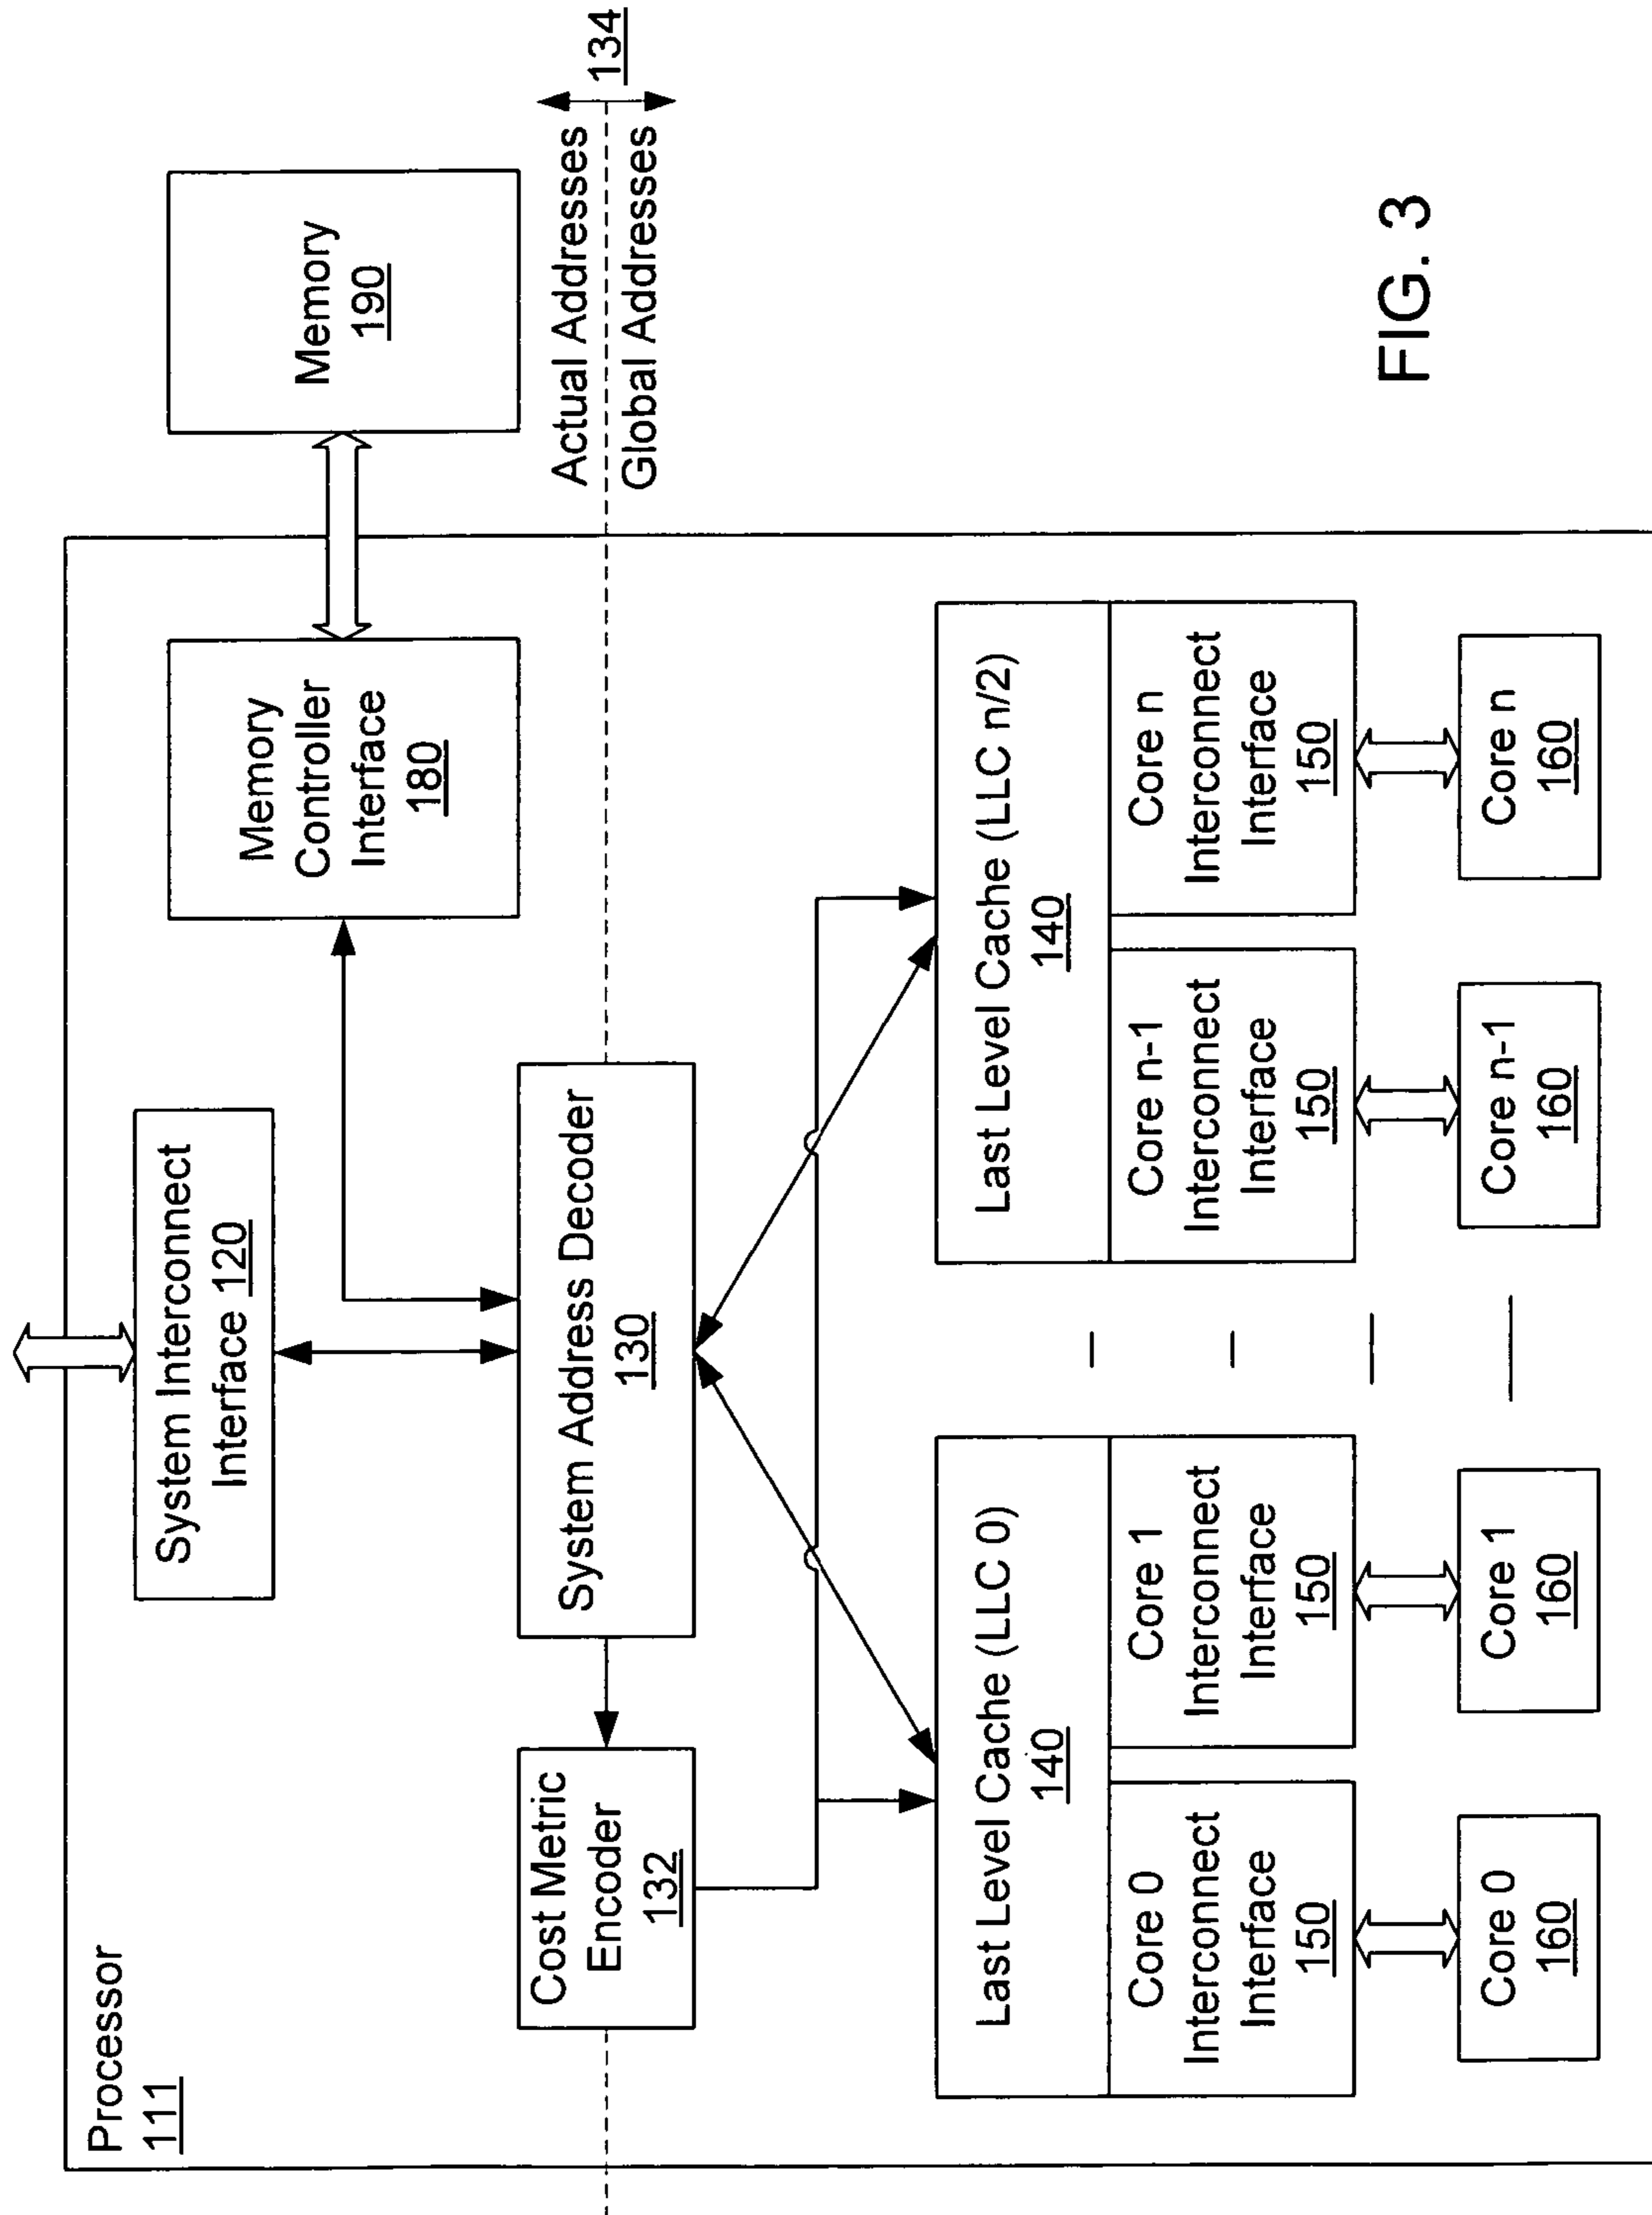 Processor
111
System Interconnect
Interface 120
Memory
Controller
Interface
180
Memory
190
Cost Metric
Encoder
132
System Address Decoder
130
Actual Addresses
Global Addresses
134
Last Level Cache (LLC 0)
140
Last Level Cache (LLC n/2)
140
Core 0
Interconnect
Interface
150
Core 1
Interconnect
Interface
150
Core n-1
Interconnect
Interface
150
Core n
Interconnect
Interface
150
Core 0
160
Core 1
160
Core n-1
160
Core n
160
FIG. 3